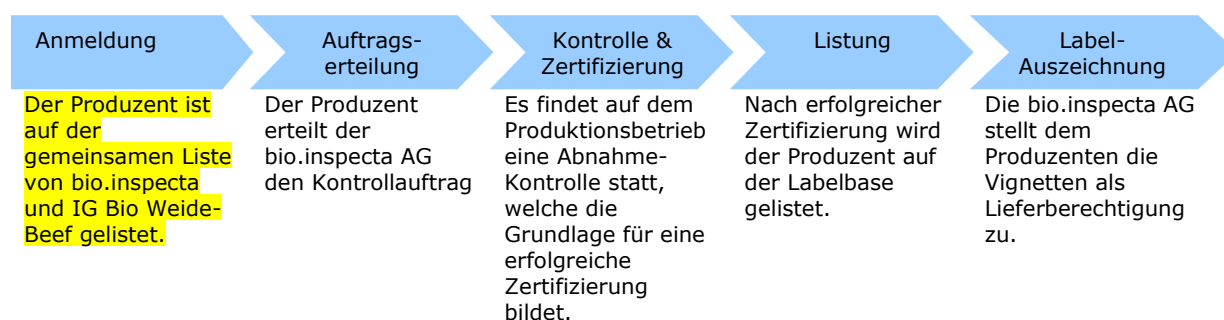 Anmeldung
Der Produzent ist
auf der
gemeinsamen Liste
von bio.inspecta
und IG Bio Weide-
Beef gelistet.
Auftrags-
erteilung
Der Produzent
erteilt der
bio.inspecta AG
den Kontrollauftrag
Kontrolle &
Zertifizierung
Es findet auf dem
Produktionsbetrieb
eine Abnahme-
Kontrolle statt,
welche die
Grundlage für eine
erfolgreiche
Zertifizierung
bildet.
Listung
Nach erfolgreicher
Zertifizierung wird
der Produzent auf
der Labelbase
gelistet.
Label-
Auszeichnung
Die bio.inspecta AG
stellt dem
Produzenten die
Vignetten als
Lieferberechtigung
zu.